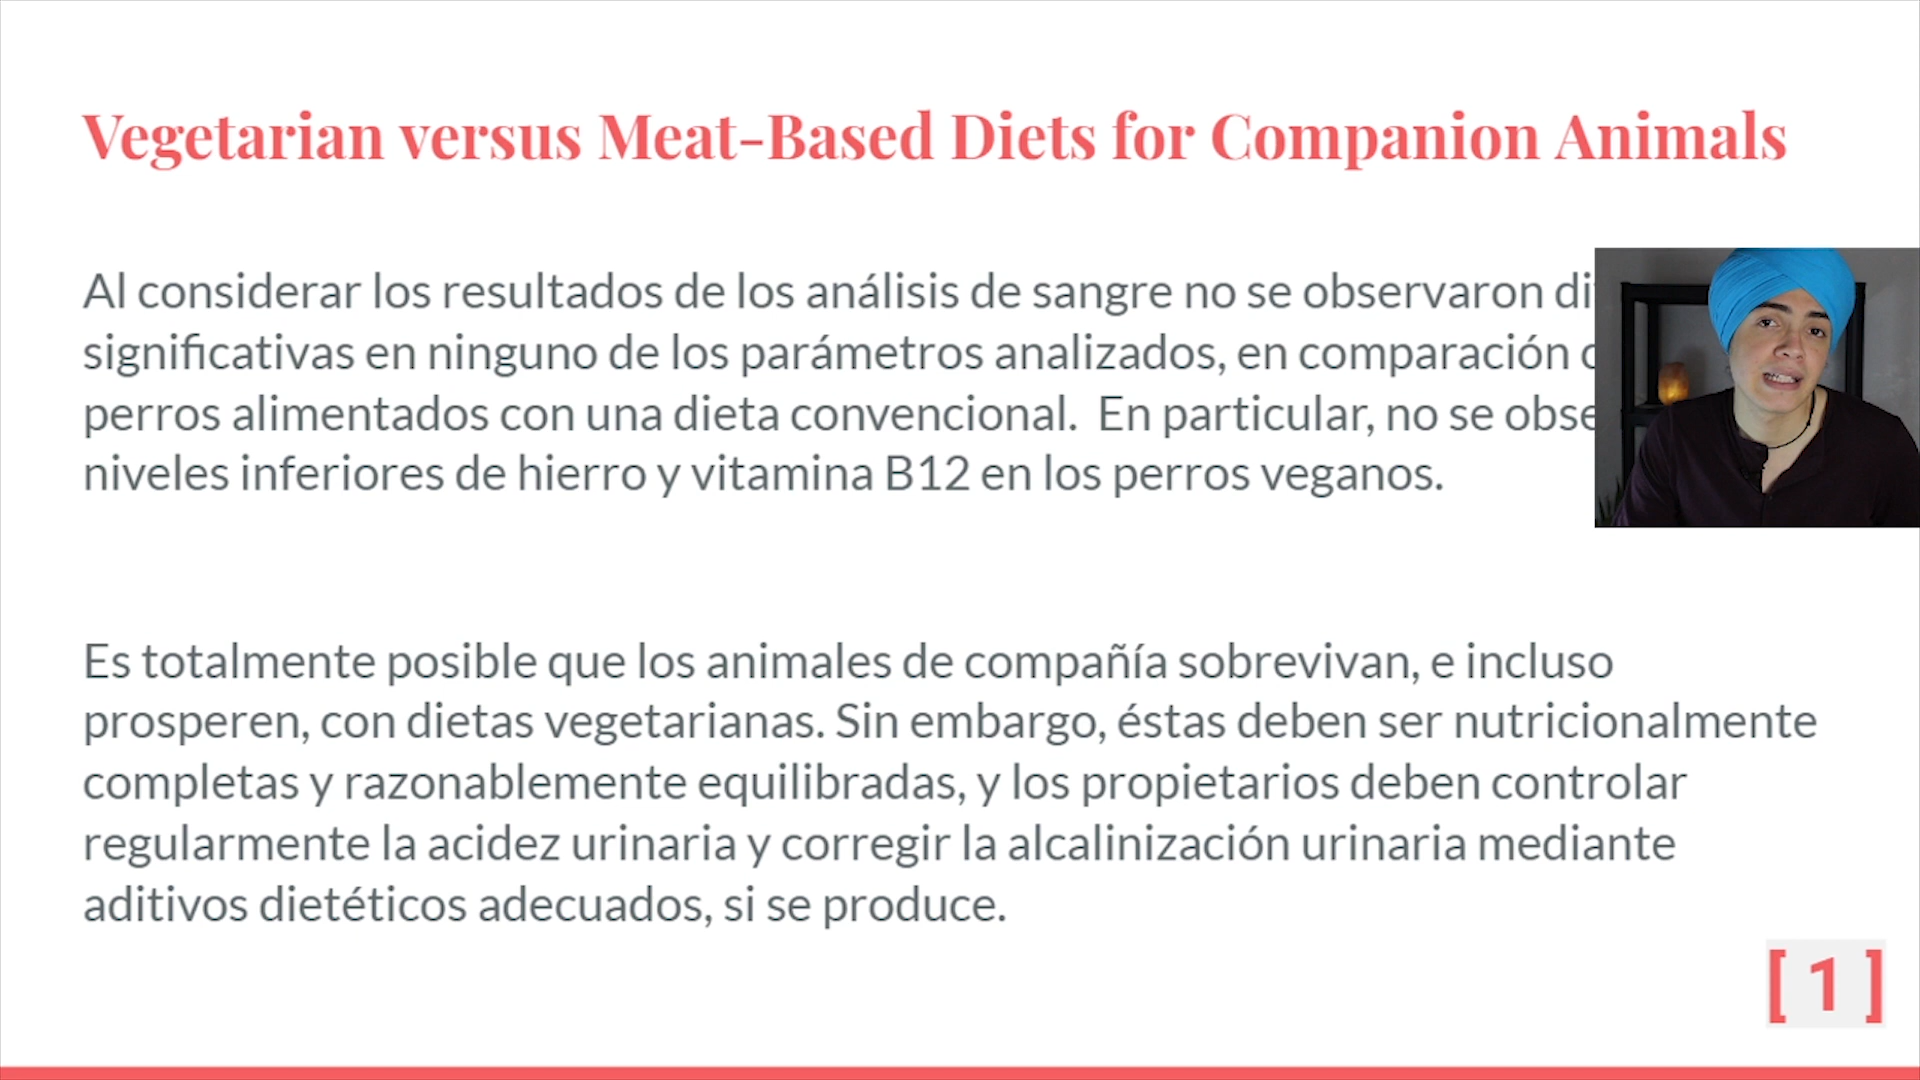 Vegetarian versus Meat-Based Diets for Companion Animals
Al considerar los resultados de los análisis de sangre no se observaron
significativas en ninguno de los parámetros analizados, en comparación
perros alimentados con una dieta convencional. En particular, no se
niveles inferiores de hierro y vitamina B12 en los perros veganos.
Es totalmente posible que los animales de compañía sobrevivan, e incluso
prosperen, con dietas vegetarianas. Sin embargo, éstas deben ser nutricionalmente
completas y razonablemente equilibradas, y los propietarios deben controlar
regularmente la acidez urinaria y corregir la alcalinización urinaria mediante
aditivos dietéticos adecuados, si se produce.
[ 1 ]